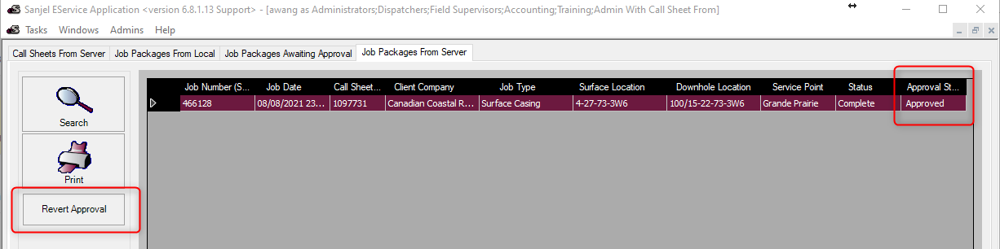 Sanjel EService Application <version 6.8.1.13 Support> - [awang as Administrators;Dispatchers;Field Supervisors;Accounting;Training;Admin With Call Sheet From]
Tasks Windows Admins Help
Call Sheets From Server Job Packages From Local Job Packages Awaiting Approval Job Packages From Server
Job Number (S... Job Date Call Sheet... Client Company Job Type Surface Location Downhole Location Service Point Status Approval St...
466128 08/08/2021 23... 1097731 Canadian Coastal R... Surface Casing 4-27-73-3W6 100/15-22-73-3W6 Grande Prairie Complete Approved
Search
Print
Revert Approval